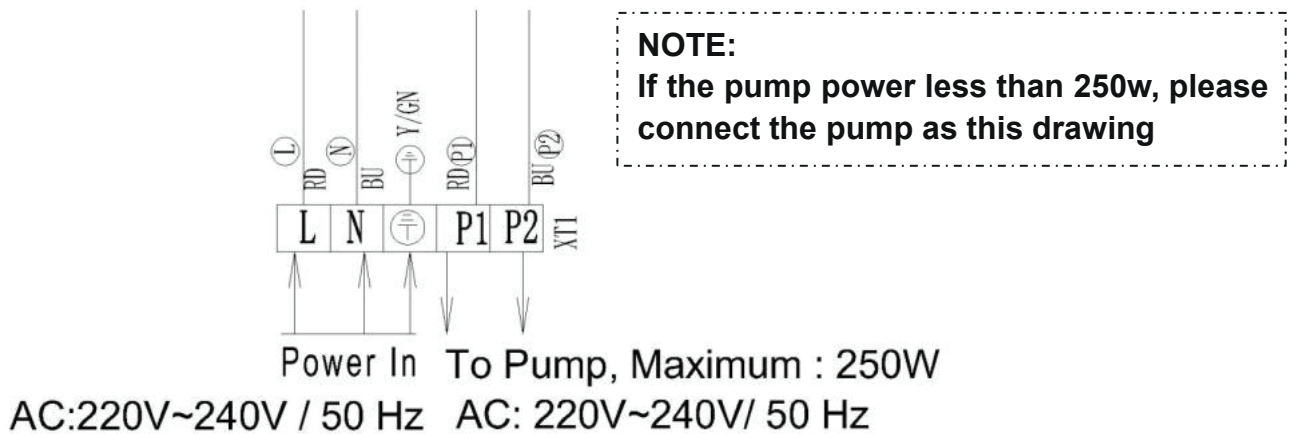 NOTE:
If the pump power less than 250w, please
connect the pump as this drawing
L RD N BU Y/GN RD P1 BU P2
L N P1 P2 XT1
Power In To Pump, Maximum : 250W
AC:220V~240V / 50 Hz AC: 220V~240V/ 50 Hz